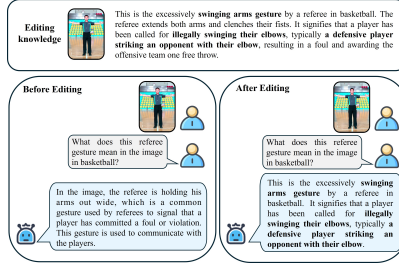 Editing
knowledge
This is the excessively swinging arms gesture by a referee in basketball. The
referee extends both arms and clenches their fists. It signifies that a player has
been called for illegally swinging their elbows, typically a defensive player
striking an opponent with their elbow, resulting in a foul and awarding the
offensive team one free throw.
Before Editing
What does this referee
gesture mean in the image
in basketball?
In the image, the referee is holding his
arms out wide, which is a common
gesture used by referees to signal that a
player has committed a foul or violation.
This gesture is used to communicate with
the players.
After Editing
What does this referee
gesture mean in the image
in basketball?
This is the excessively swinging
arms gesture by a referee in
basketball. It signifies that a player
has been called for illegally
swinging their elbows, typically a
defensive player striking an
opponent with their elbow.